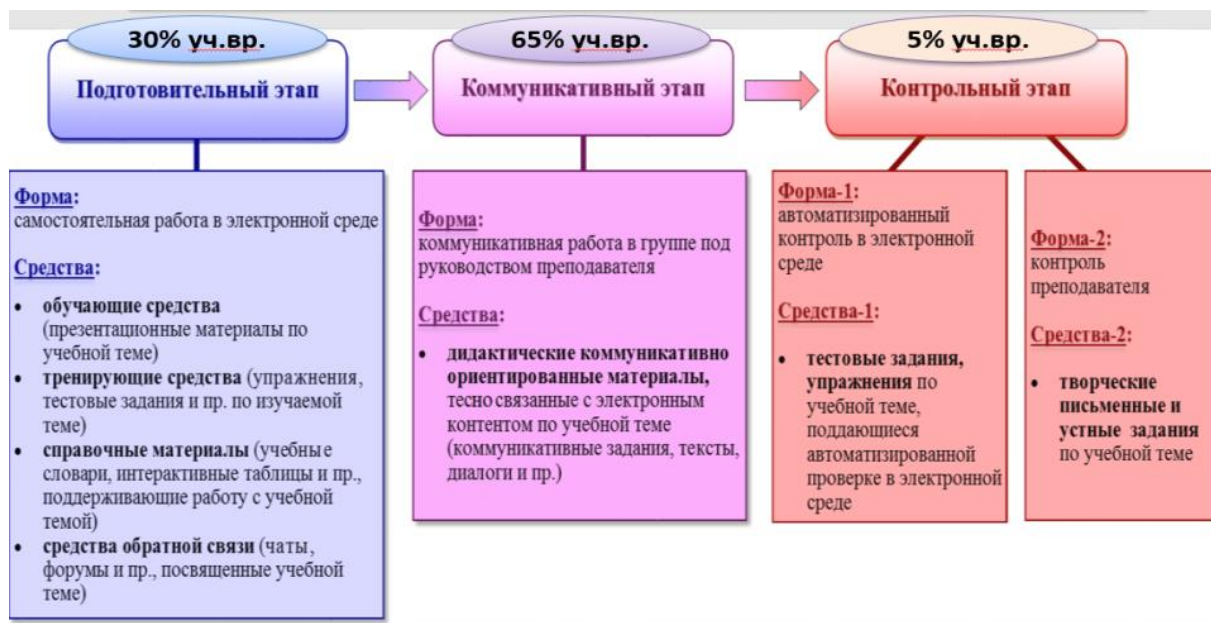 30% уч.вр.
Подготовительный этап
65% уч.вр.
Коммуникативный этап
5% уч.вр.
Контрольный этап
Форма:
самостоятельная работа в электронной среде
Средства:
• обучающие средства
(презентационные материалы по
учебной теме)
• тренирующие средства (упражнения,
тестовые задания и пр. по изучаемой
теме)
• справочные материалы (учебные
словари, интерактивные таблицы и пр.,
поддерживающие работу с учебной
темой)
• средства обратной связи (чаты,
форумы и пр., посвященные учебной
теме)
Форма:
коммуникативная работа в группе под
руководством преподавателя
Средства:
• дидактические коммуникативно
ориентированные материалы,
тесно связанные с электронным
контентом по учебной теме
(коммуникативные задания, тексты,
диалоги и пр.)
Форма-1:
автоматизированный
контроль в электронной
среде
Средства-1:
• тестовые задания,
упражнения по
учебной теме,
поддающиеся
автоматизированной
проверке в электронной
среде
Форма-2:
контроль
преподавателя
Средства-2:
• творческие
письменные и
устные задания
по учебной теме